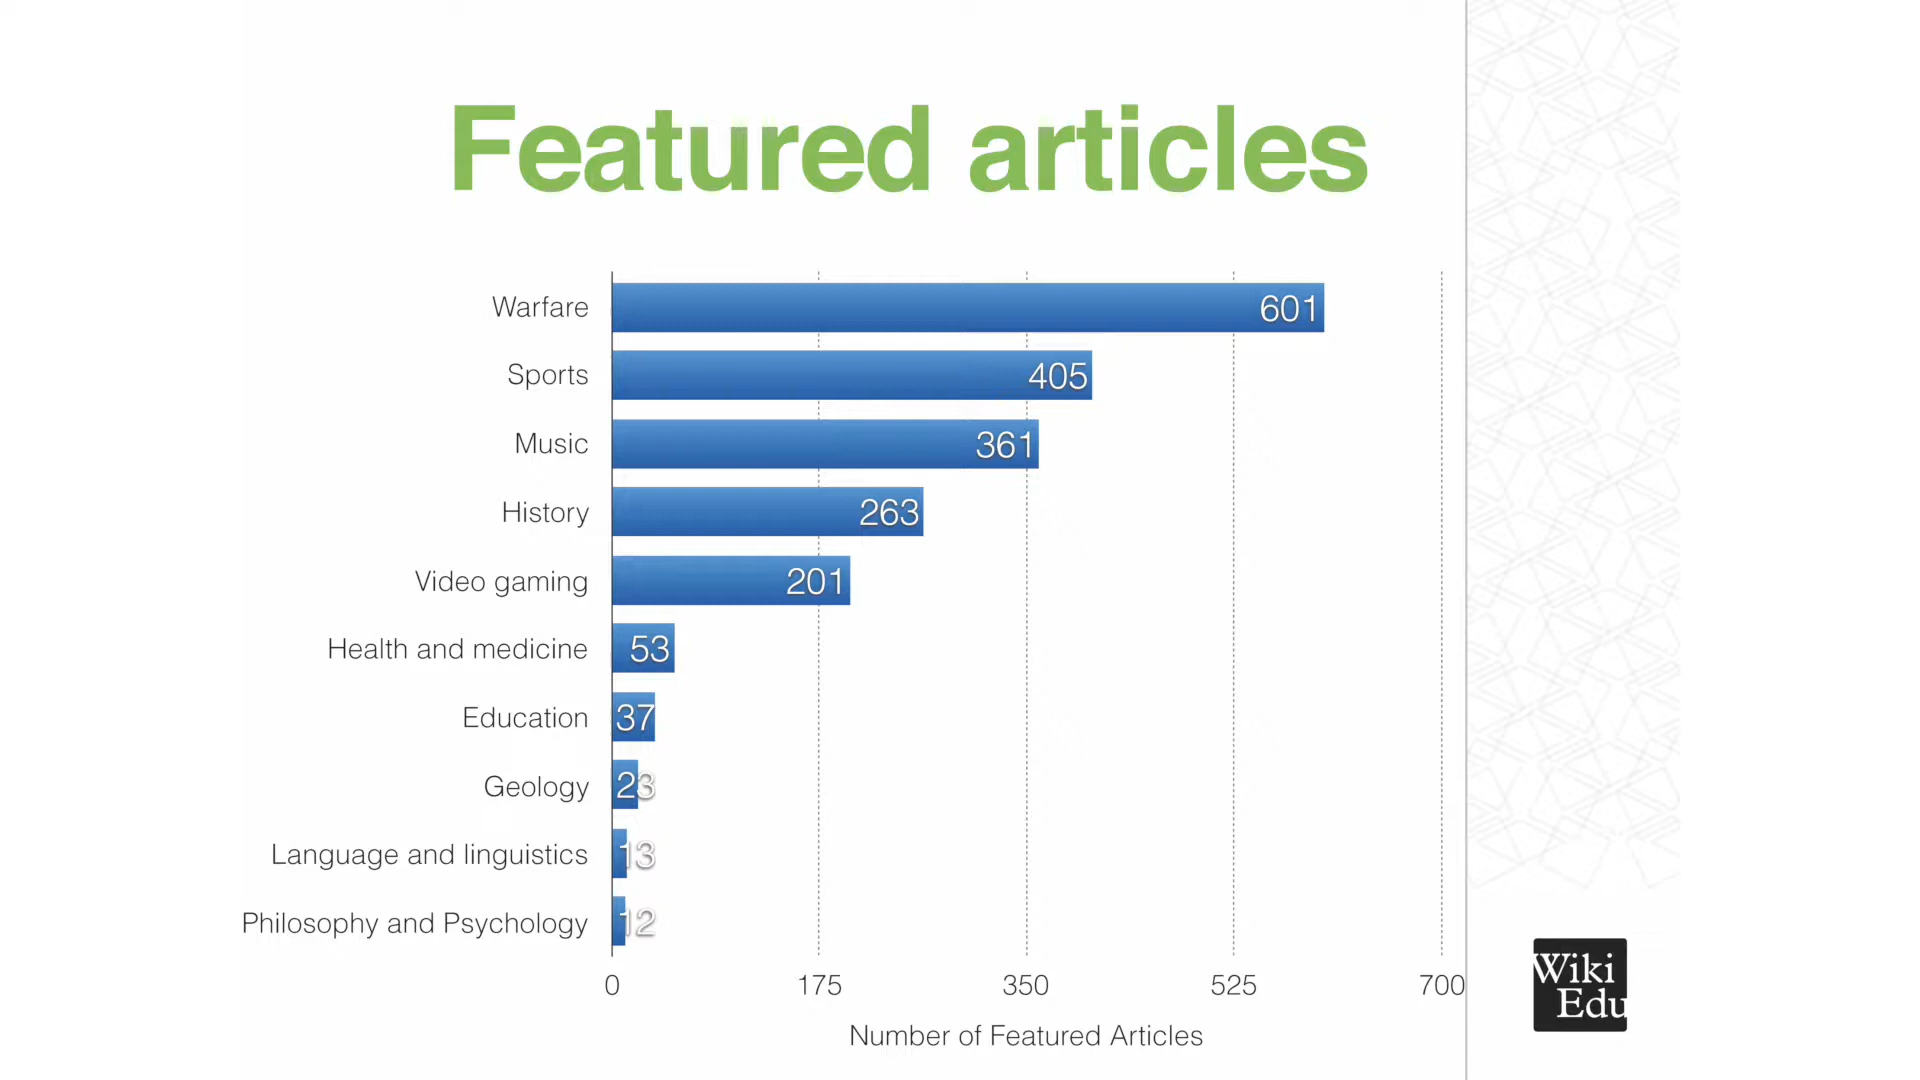 Featured articles
Warfare 601
Sports 405
Music 361
History 263
Video gaming 201
Health and medicine 53
Education 37
Geology 23
Language and linguistics 13
Philosophy and Psychology 12
0 175 350 525 700
Number of Featured Articles
Wiki
Edu